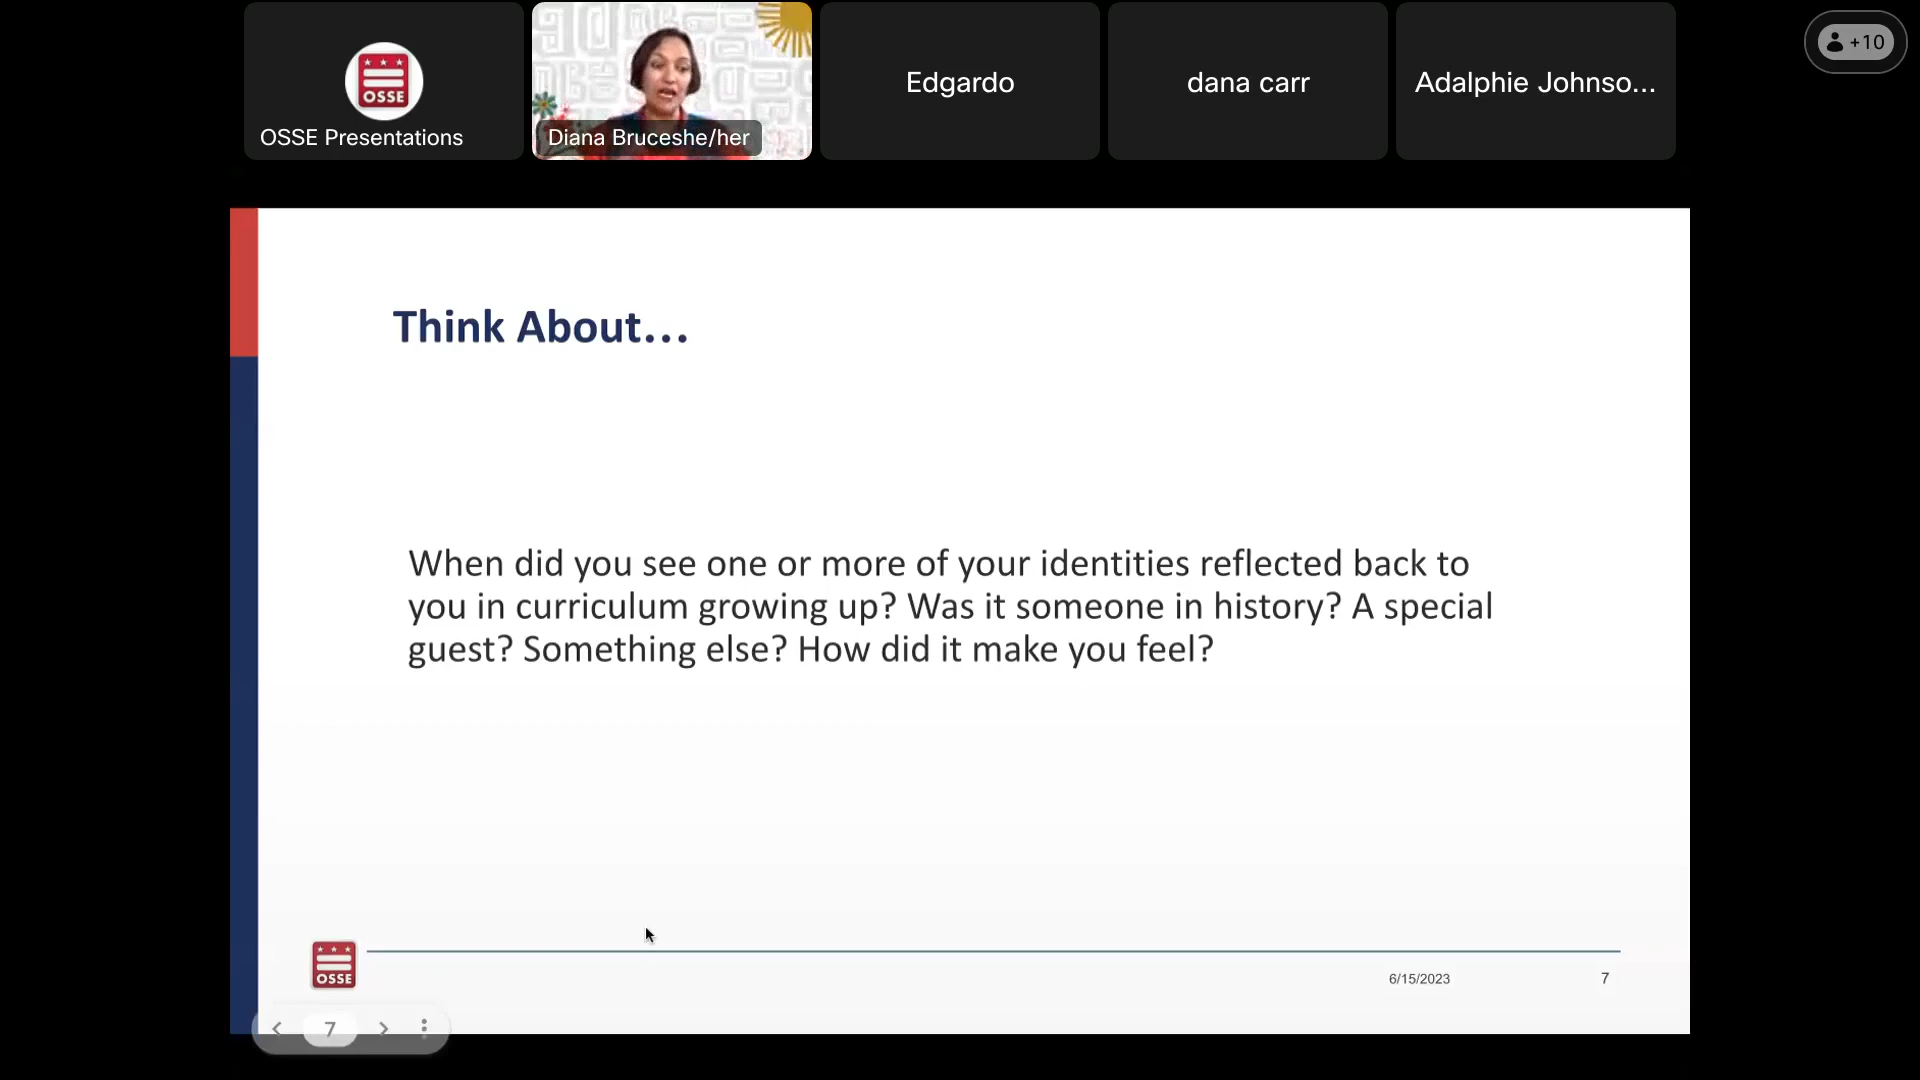 OSSE
OSSE Presentations
Diana Bruceshe/her
Edgardo
dana carr
Adalphie Johnso...
+10
Think About...
When did you see one or more of your identities reflected back to
you in curriculum growing up? Was it someone in history? A special
guest? Something else? How did it make you feel?
OSSE
6/15/2023
7
7